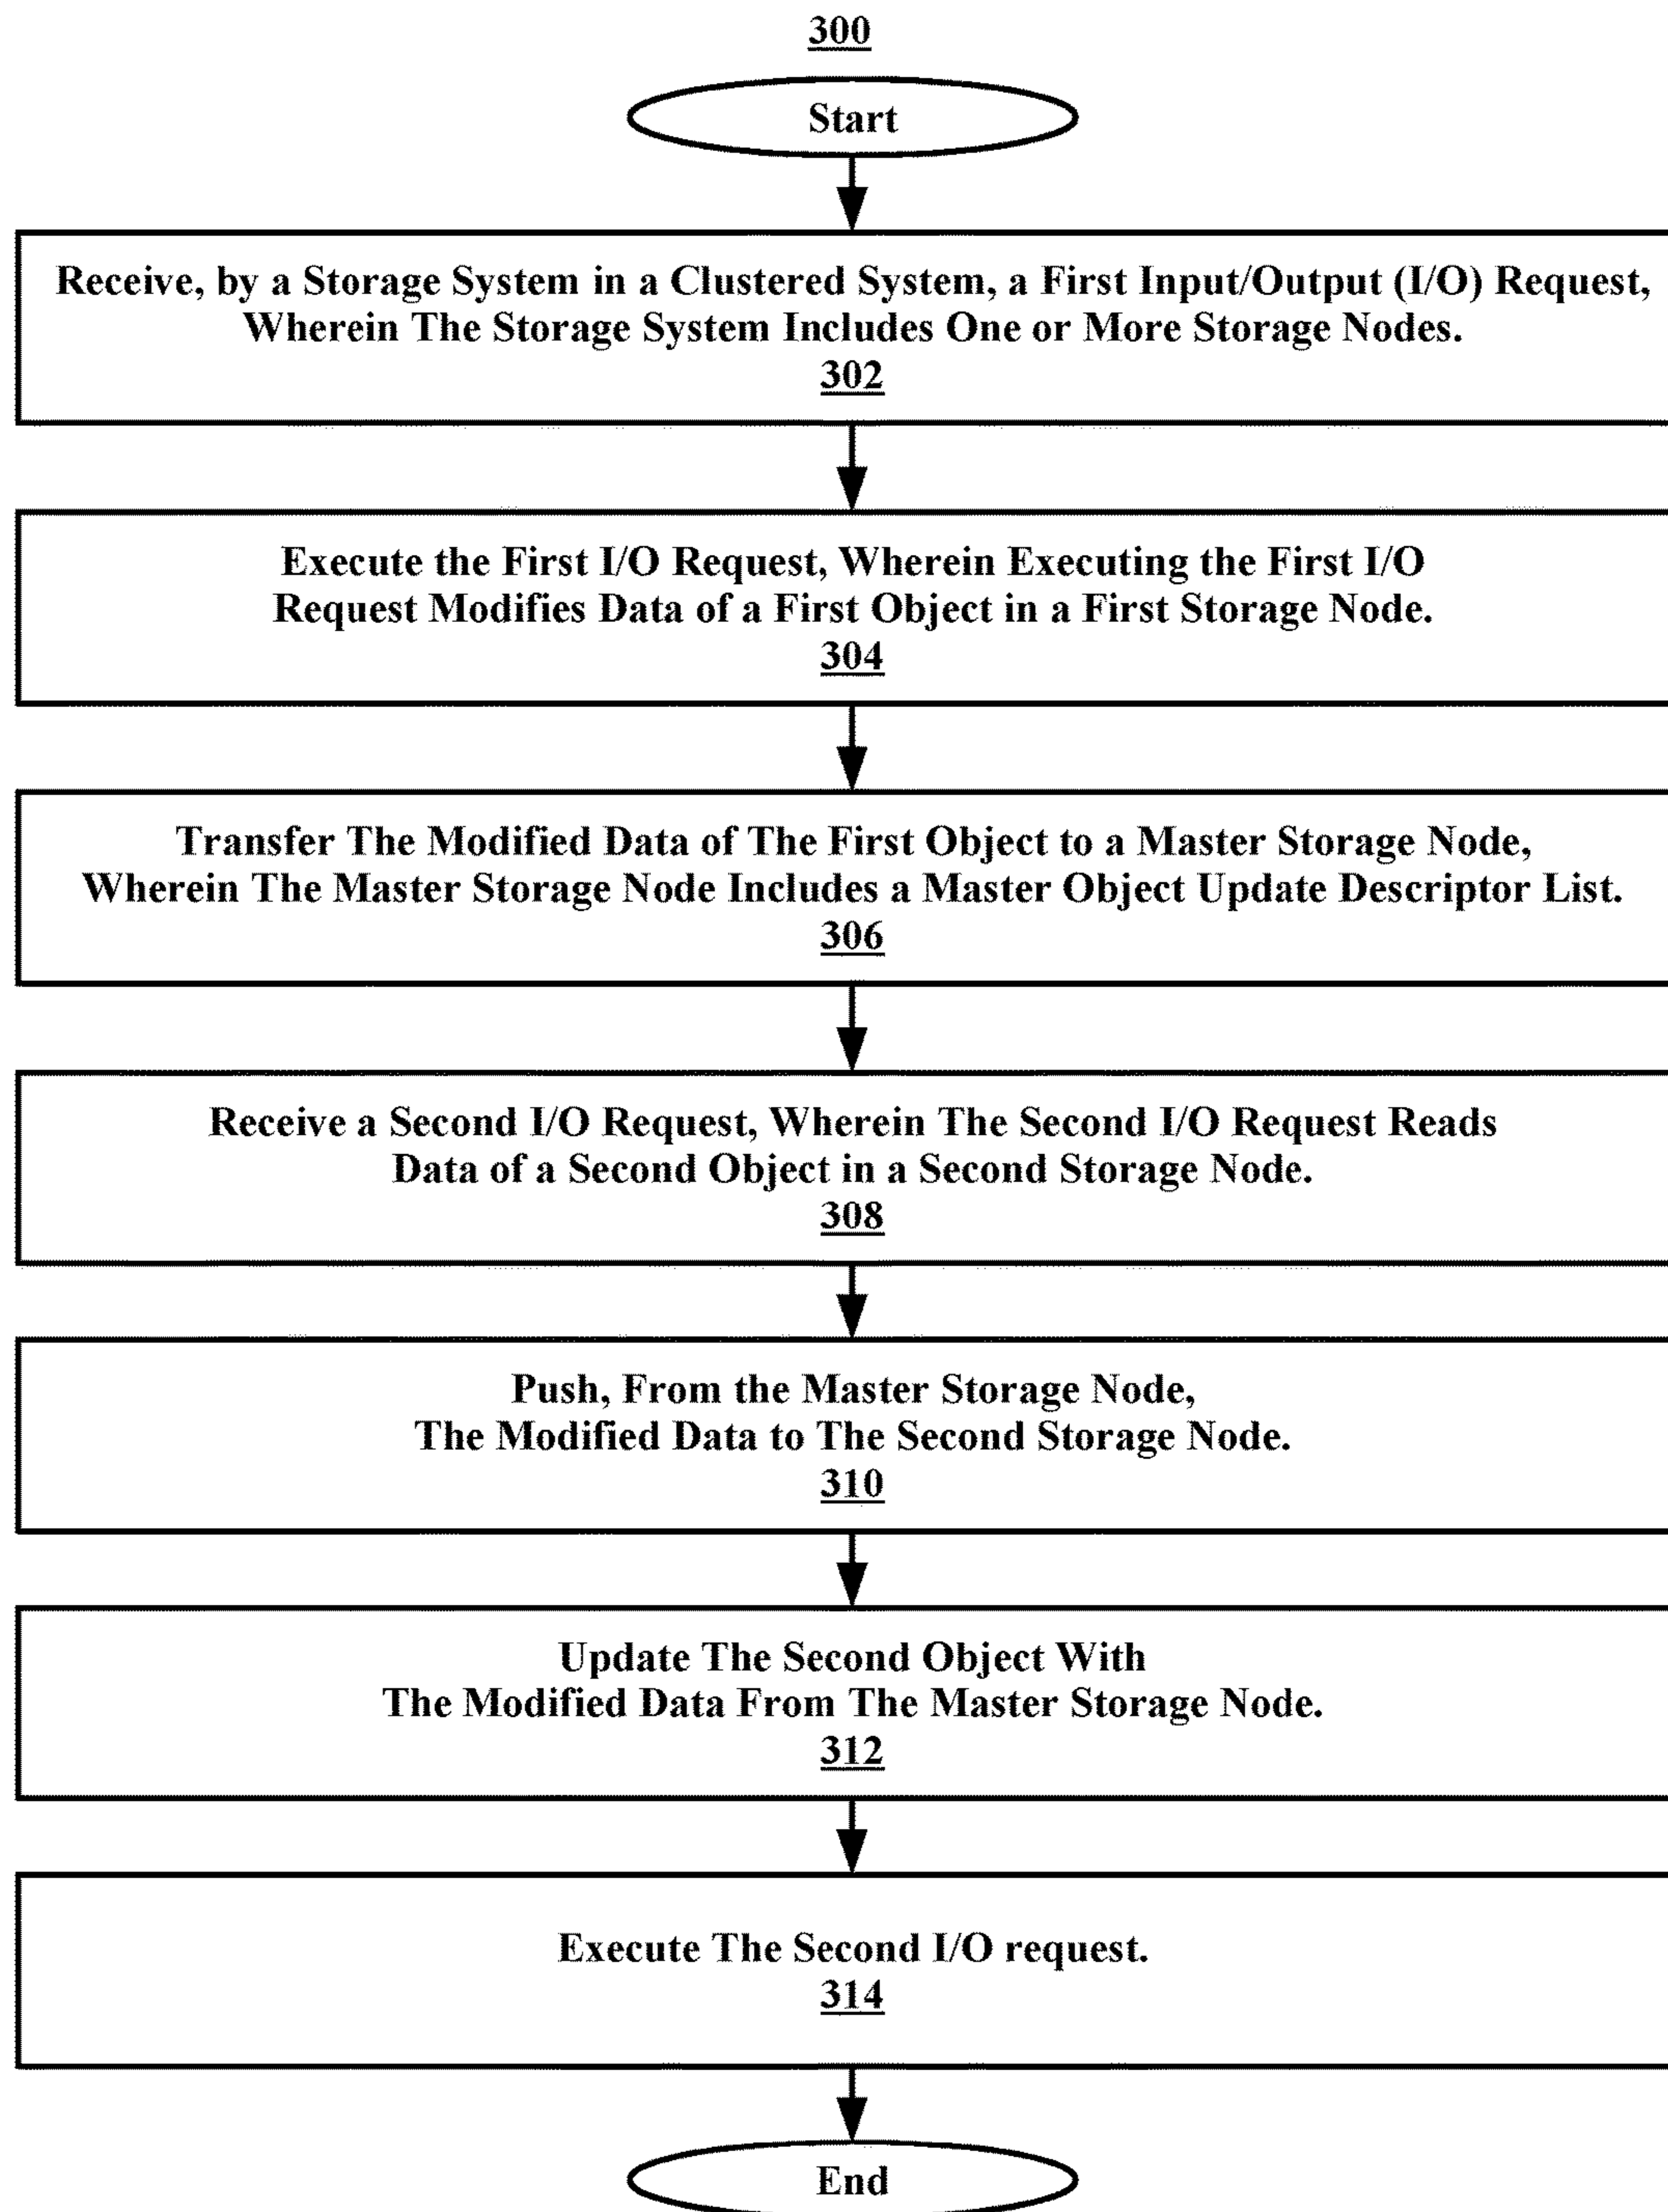 300
Start
Receive, by a Storage System in a Clustered System, a First Input/Output (I/O) Request,
Wherein The Storage System Includes One or More Storage Nodes.
302
Execute the First I/O Request, Wherein Executing the First I/O
Request Modifies Data of a First Object in a First Storage Node.
304
Transfer The Modified Data of The First Object to a Master Storage Node,
Wherein The Master Storage Node Includes a Master Object Update Descriptor List.
306
Receive a Second I/O Request, Wherein The Second I/O Request Reads
Data of a Second Object in a Second Storage Node.
308
Push, From the Master Storage Node,
The Modified Data to The Second Storage Node.
310
Update The Second Object With
The Modified Data From The Master Storage Node.
312
Execute The Second I/O request.
314
End